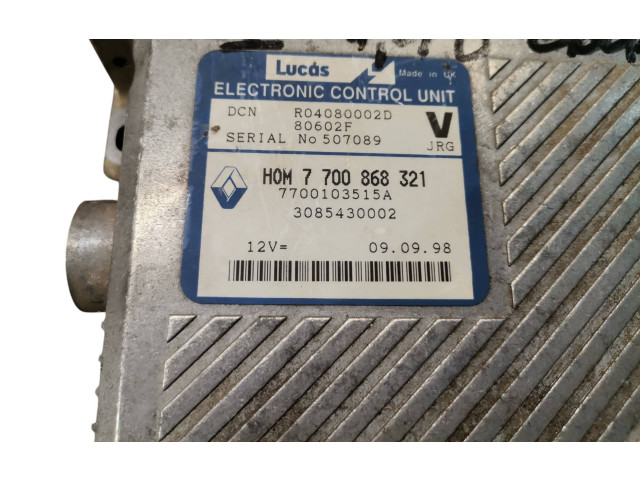 Lucas
Made in UK
ELECTRONIC CONTROL UNIT
DCN R04080002D
80602F V
SERIAL No 507089 JRG
HOM 7 700 868 321
7700103515A
3085430002
12V= 09.09.98